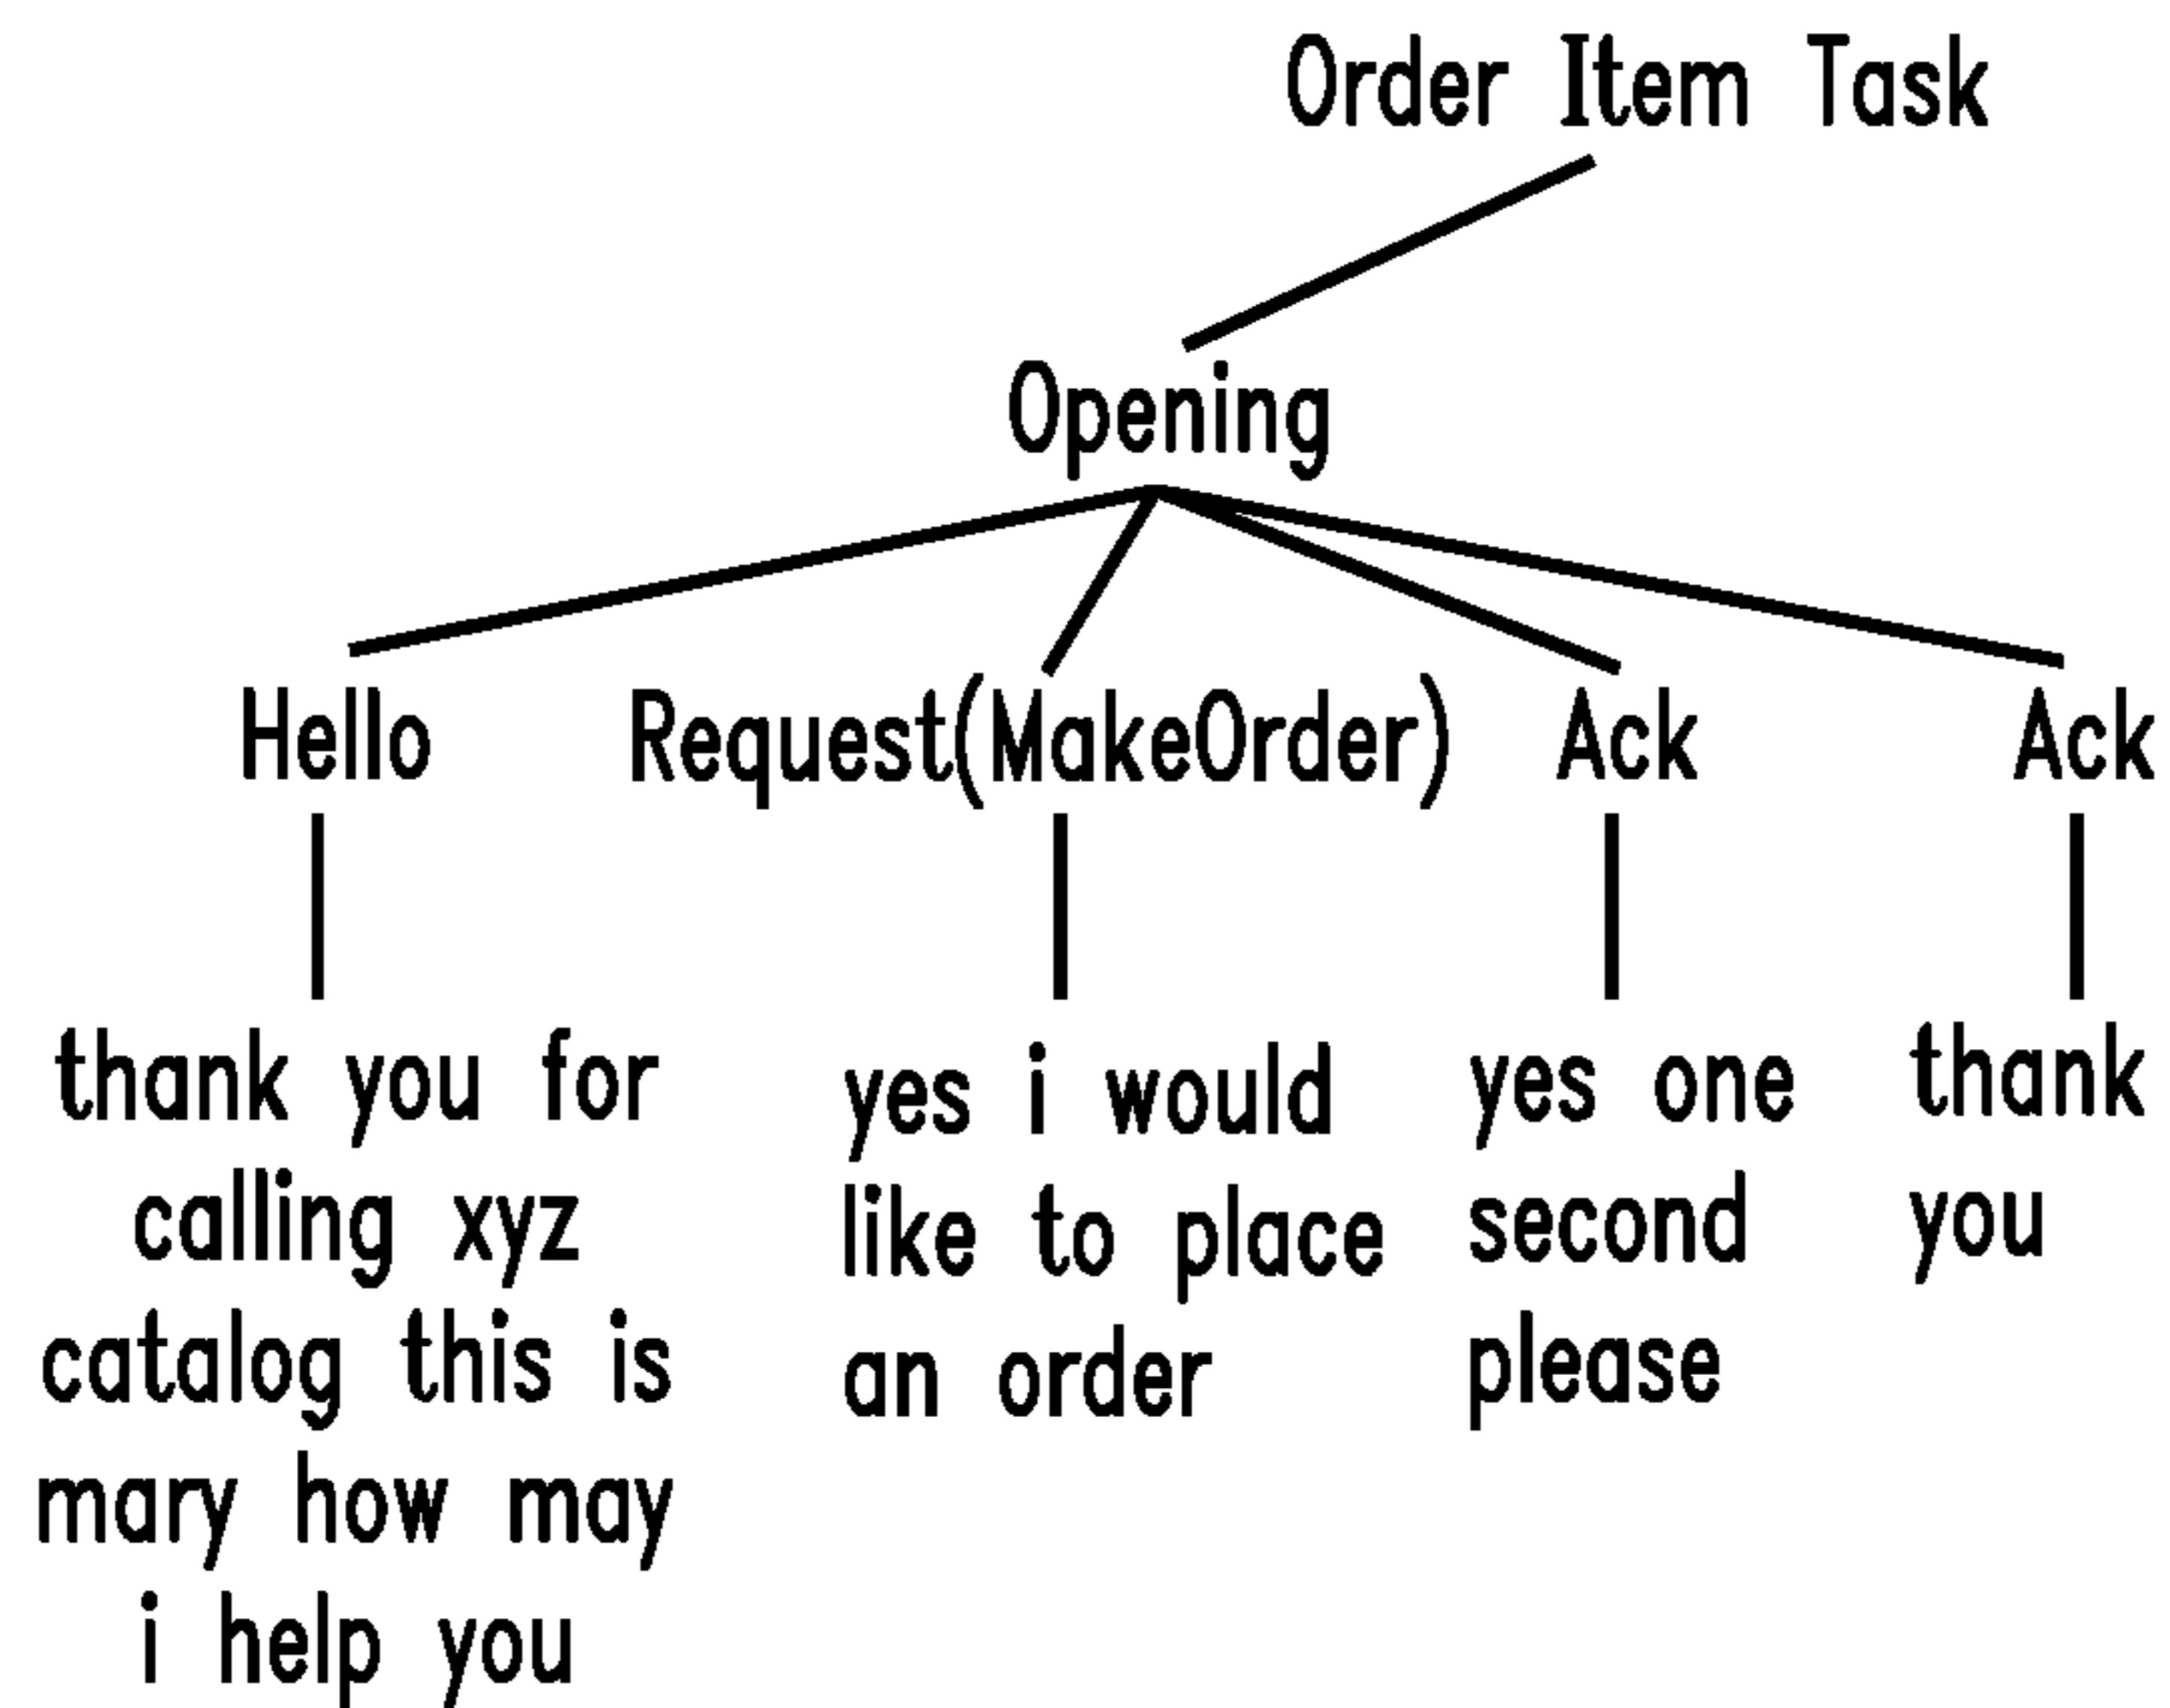 Order Item Task
Opening
Hello
Request(MakeOrder)
Ack
Ack
thank you for
calling xyz
catalog this is
mary how may
i help you
yes i would
like to place
an order
yes one
second
please
thank
you